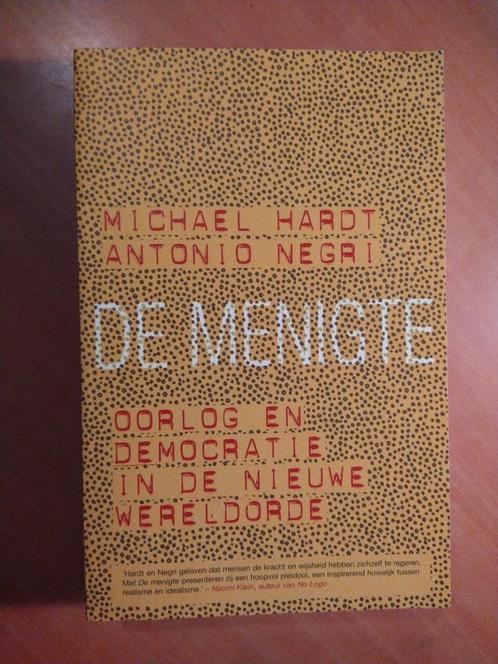 MICHAEL HARDT
ANTONIO NEGRI
DE MENIGTE
OORLOG EN
DEMOCRATIE
IN DE NIEUWE
WERELDORDE
'Hardt en Negri geloven dat mensen de kracht en wijsheid hebben zichzelf te regeren.
Met De menigte presenteren zij een hoopvol pleidooi, een inspirerend huwelijk tussen
realisme en idealisme.' – Naomi Klein, auteur van No Logo